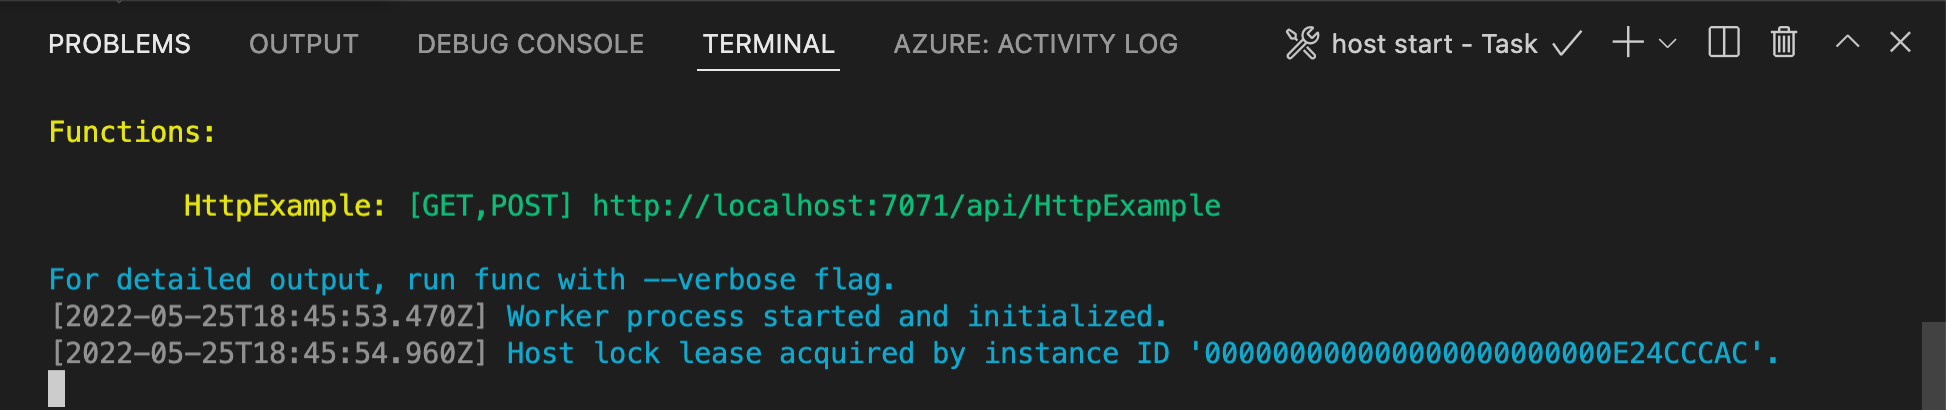 PROBLEMS OUTPUT DEBUG CONSOLE TERMINAL AZURE: ACTIVITY LOG host start - Task
Functions:
HttpExample: [GET,POST] http://localhost:7071/api/HttpExample
For detailed output, run func with --verbose flag.
[2022-05-25T18:45:53.470Z] Worker process started and initialized.
[2022-05-25T18:45:54.960Z] Host lock lease acquired by instance ID '000000000000000000000000E24CCCAC'.